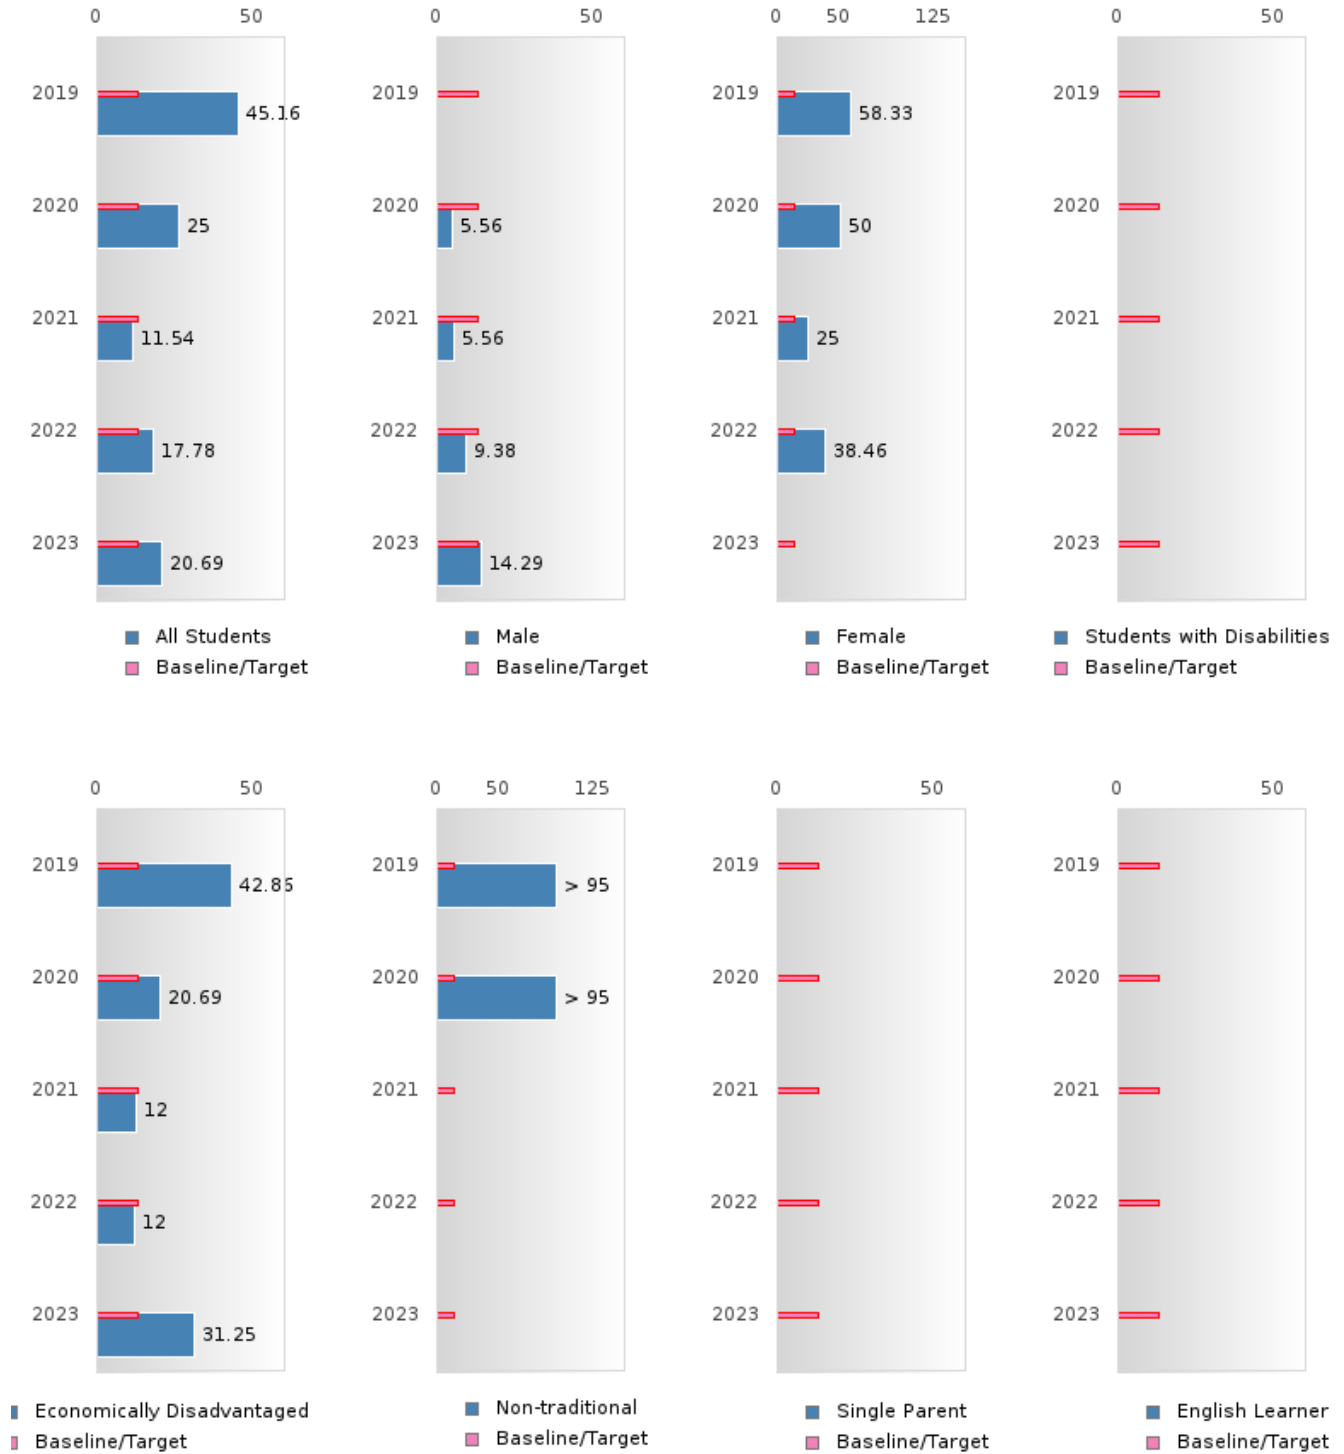 0 50
2019 45.16
2020 25
2021 11.54
2022 17.78
2023 20.69
All Students
Baseline/Target
0 50
2019
2020 5.56
2021 5.56
2022 9.38
2023 14.29
Male
Baseline/Target
0 50 125
2019 58.33
2020 50
2021 25
2022 38.46
2023
Female
Baseline/Target
0 50
2019
2020
2021
2022
2023
Students with Disabilities
Baseline/Target
0 50
2019 42.86
2020 20.69
2021 12
2022 12
2023 31.25
Economically Disadvantaged
Baseline/Target
0 50 125
2019 > 95
2020 > 95
2021
2022
2023
Non-traditional
Baseline/Target
0 50
2019
2020
2021
2022
2023
Single Parent
Baseline/Target
0 50
2019
2020
2021
2022
2023
English Learner
Baseline/Target